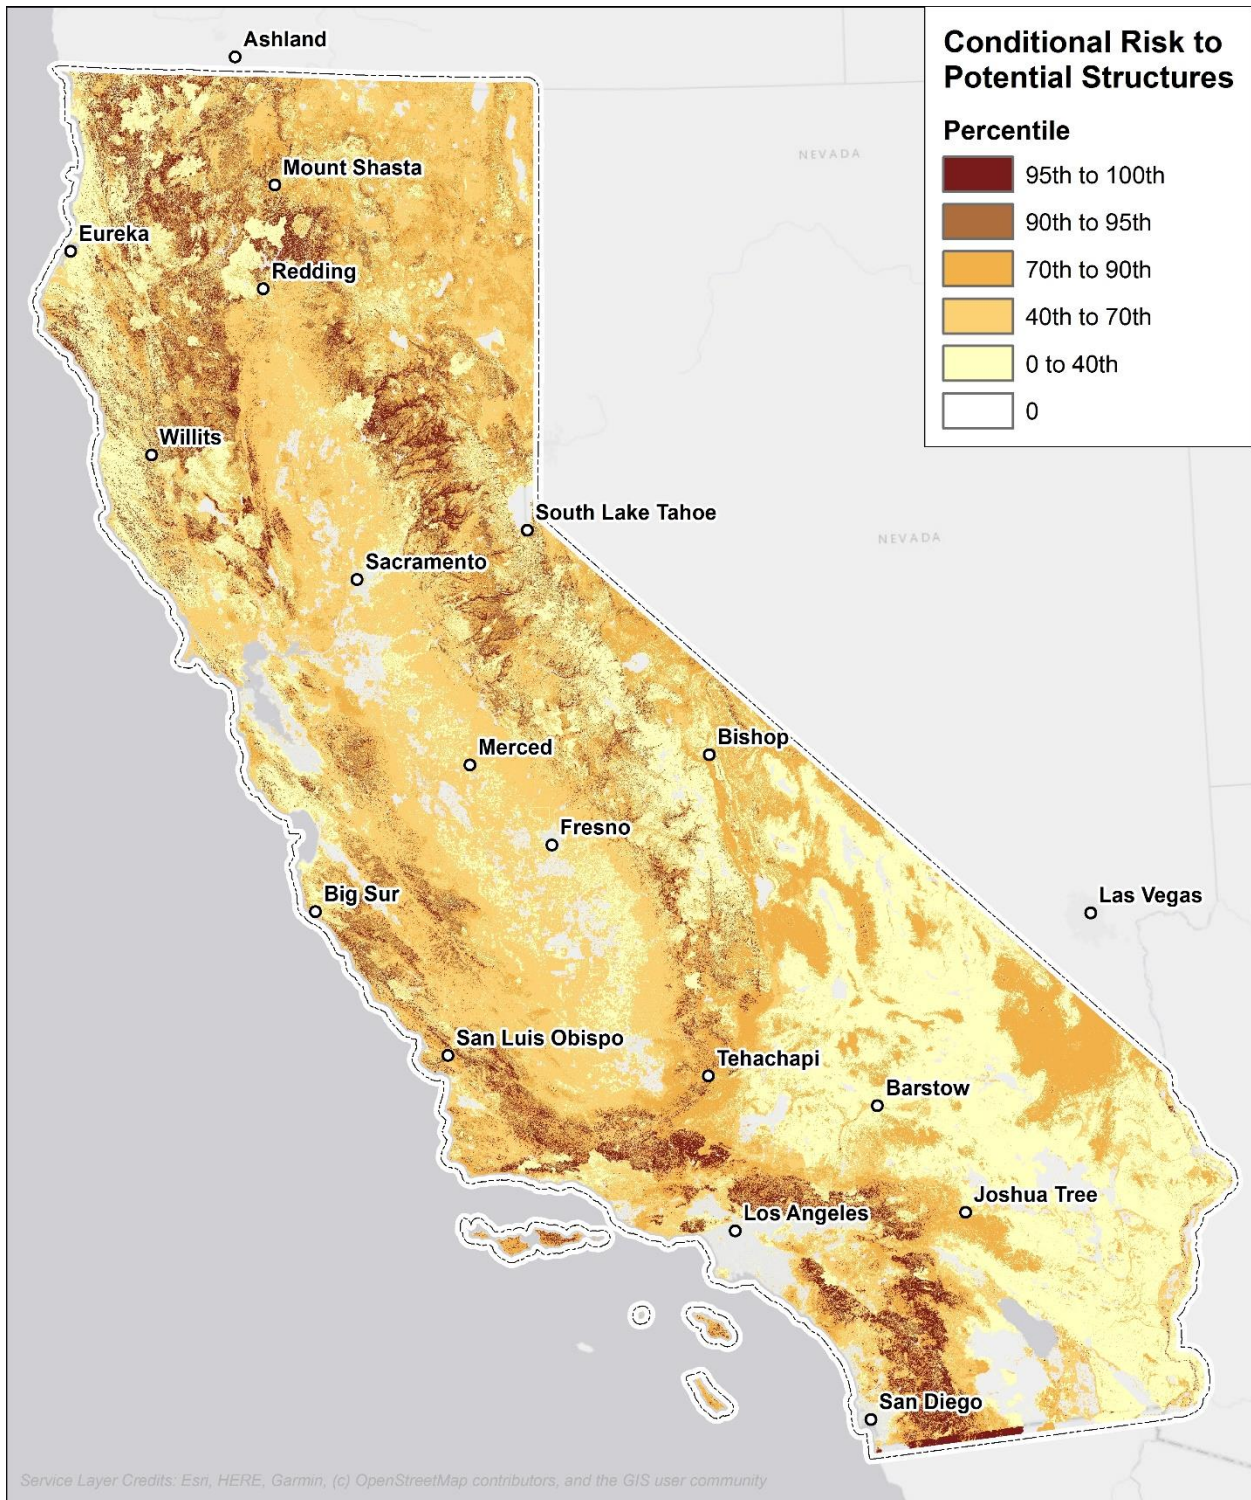 Conditional Risk to
Potential Structures
Percentile
95th to 100th
90th to 95th
70th to 90th
40th to 70th
0 to 40th
0
Ashland
NEVADA
Mount Shasta
Eureka
Redding
Willits
South Lake Tahoe
NEVADA
Sacramento
Bishop
Merced
Fresno
Big Sur
Las Vegas
San Luis Obispo
Tehachapi
Barstow
Joshua Tree
Los Angeles
San Diego
Service Layer Credits: Esri, HERE, Garmin, (c) OpenStreetMap contributors, and the GIS user community